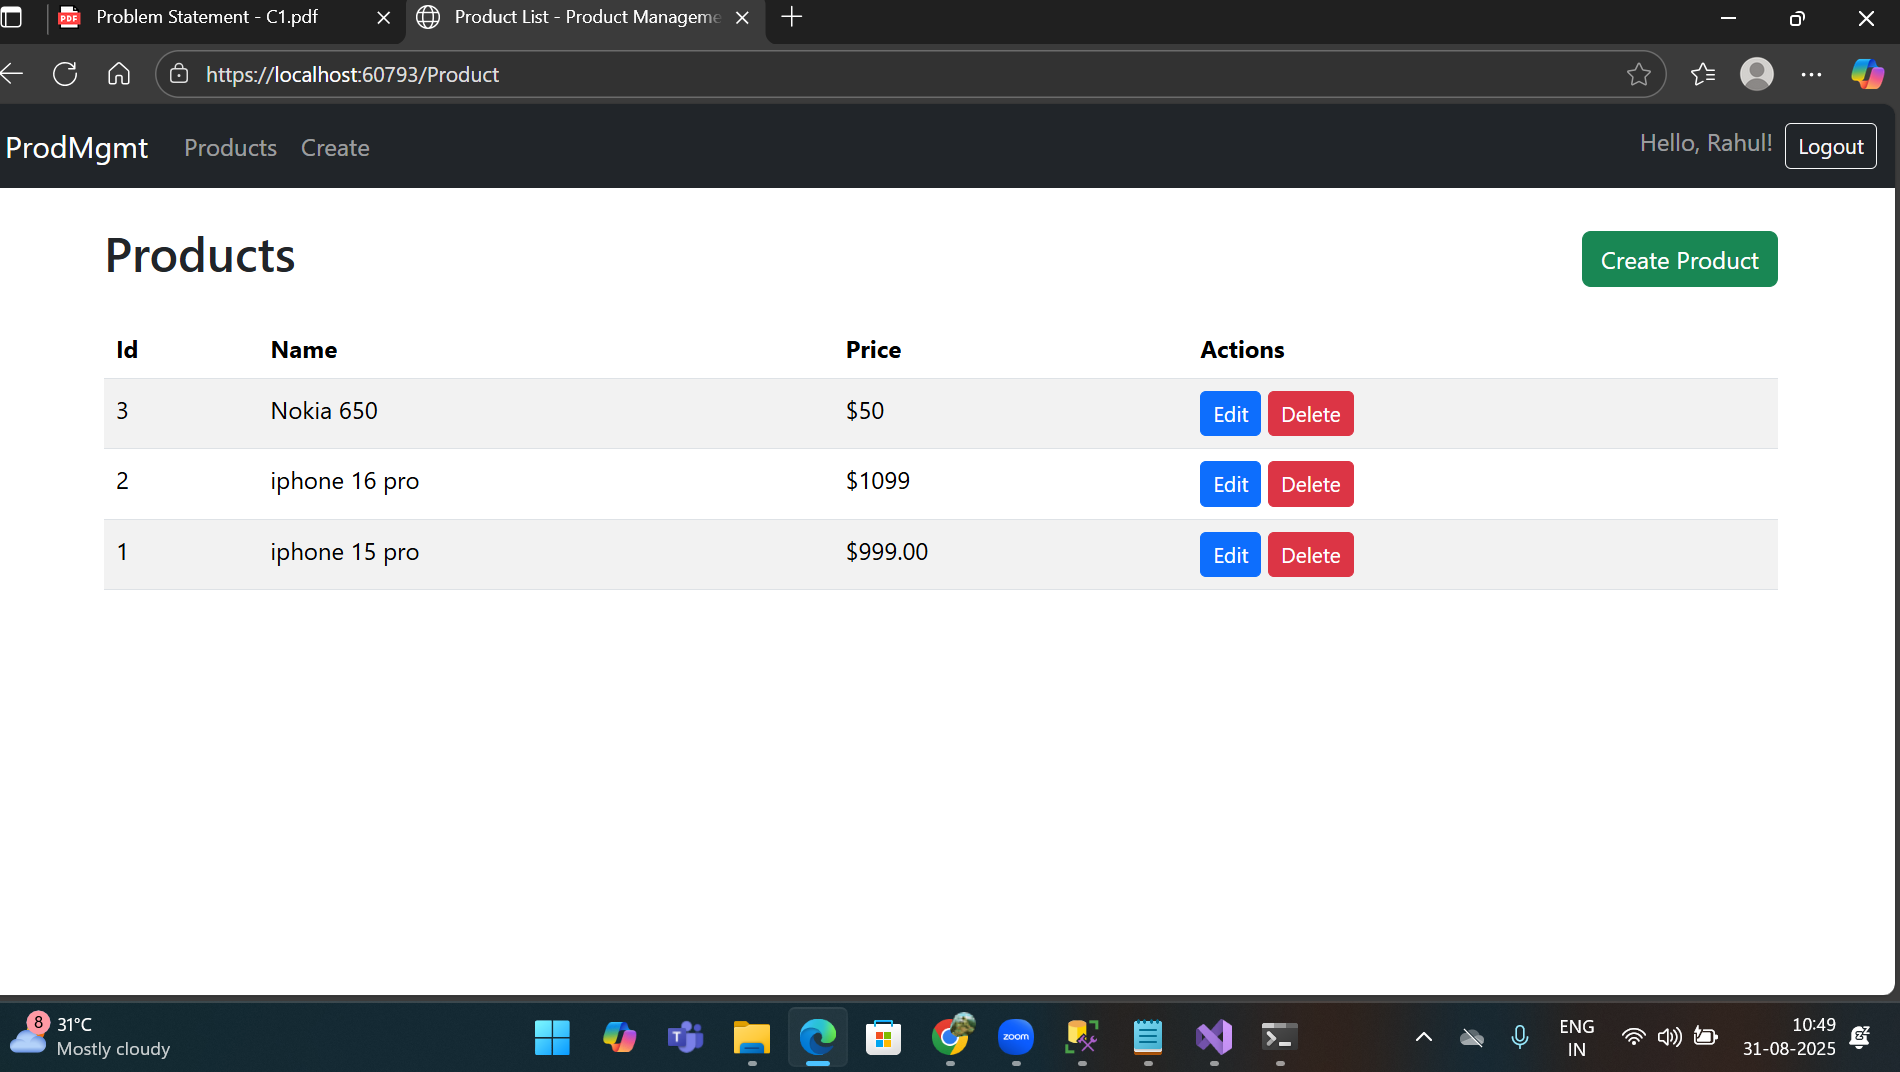 Problem Statement - C1.pdf
Product List - Product Manageme
https://localhost:60793/Product
ProdMgmt Products Create Hello, Rahul! Logout
Products
Create Product
Id Name Price Actions
3 Nokia 650 $50 Edit Delete
2 iphone 16 pro $1099 Edit Delete
1 iphone 15 pro $999.00 Edit Delete
8
31°C
Mostly cloudy
PDF
T
zoom
ENG
IN
10:49
31-08-2025